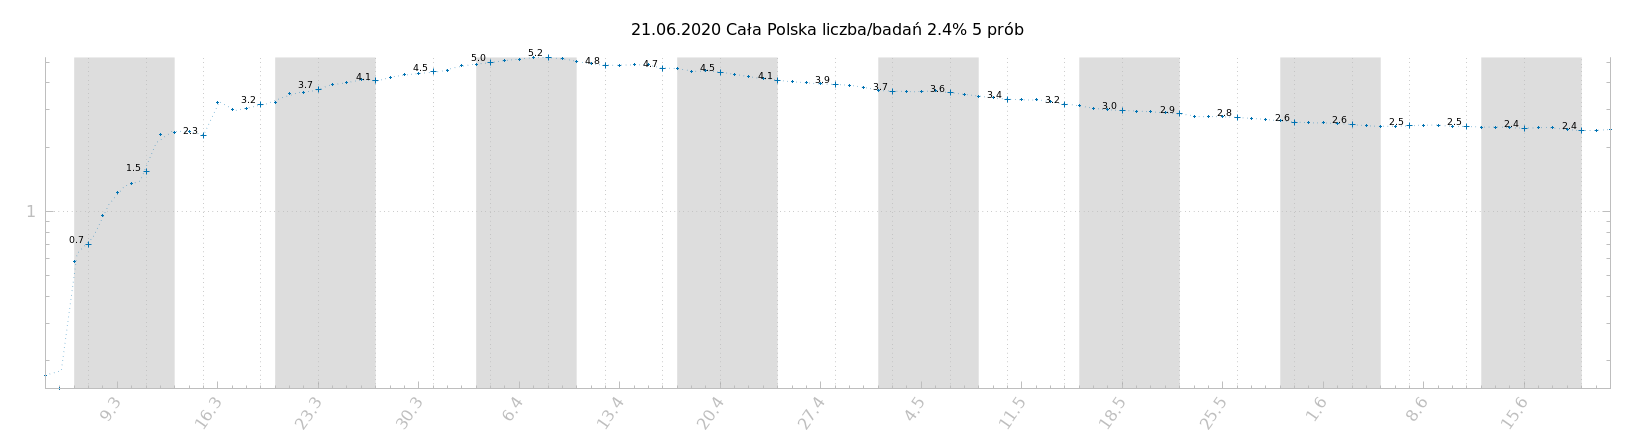 21.06.2020 Cała Polska liczba/badań 2.4% 5 prób
0.7 1.5 2.3 3.2 3.7 4.1 4.5 5.0 5.2 4.8 4.7 4.5 4.1 3.9 3.7 3.6 3.4 3.2 3.0 2.9 2.8 2.6 2.6 2.5 2.5 2.4 2.4
1
9.3 16.3 23.3 30.3 6.4 13.4 20.4 27.4 4.5 11.5 18.5 25.5 1.6 8.6 15.6